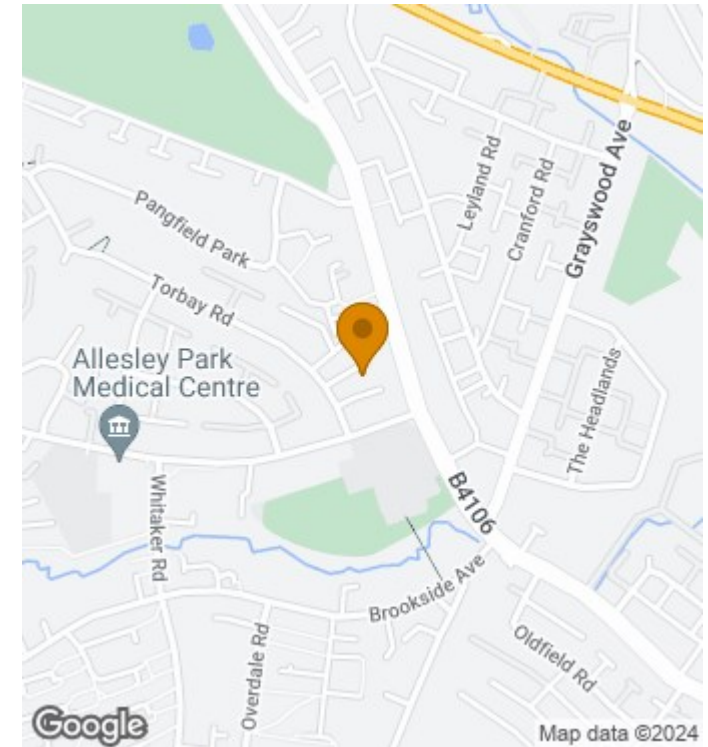 Leyland Rd
Cranford Rd
Grayswood Ave
Pangfield Park
Torbay Rd
Allesley Park
Medical Centre
The Headlands
B4106
Whitaker Rd
Brookside Ave
Overdale Rd
Oldfield Rd
Google
Map data ©2024